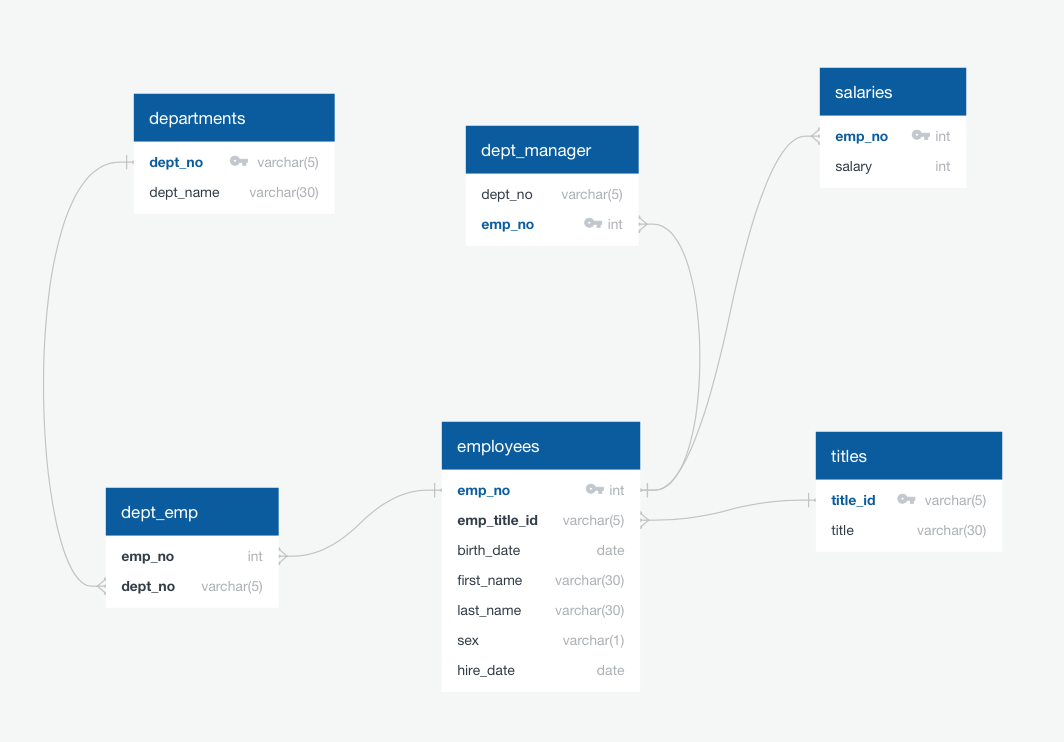 departments
dept_no varchar(5)
dept_name varchar(30)
dept_manager
dept_no varchar(5)
emp_no int
salaries
emp_no int
salary int
dept_emp
emp_no int
dept_no varchar(5)
employees
emp_no int
emp_title_id varchar(5)
birth_date date
first_name varchar(30)
last_name varchar(30)
sex varchar(1)
hire_date date
titles
title_id varchar(5)
title varchar(30)